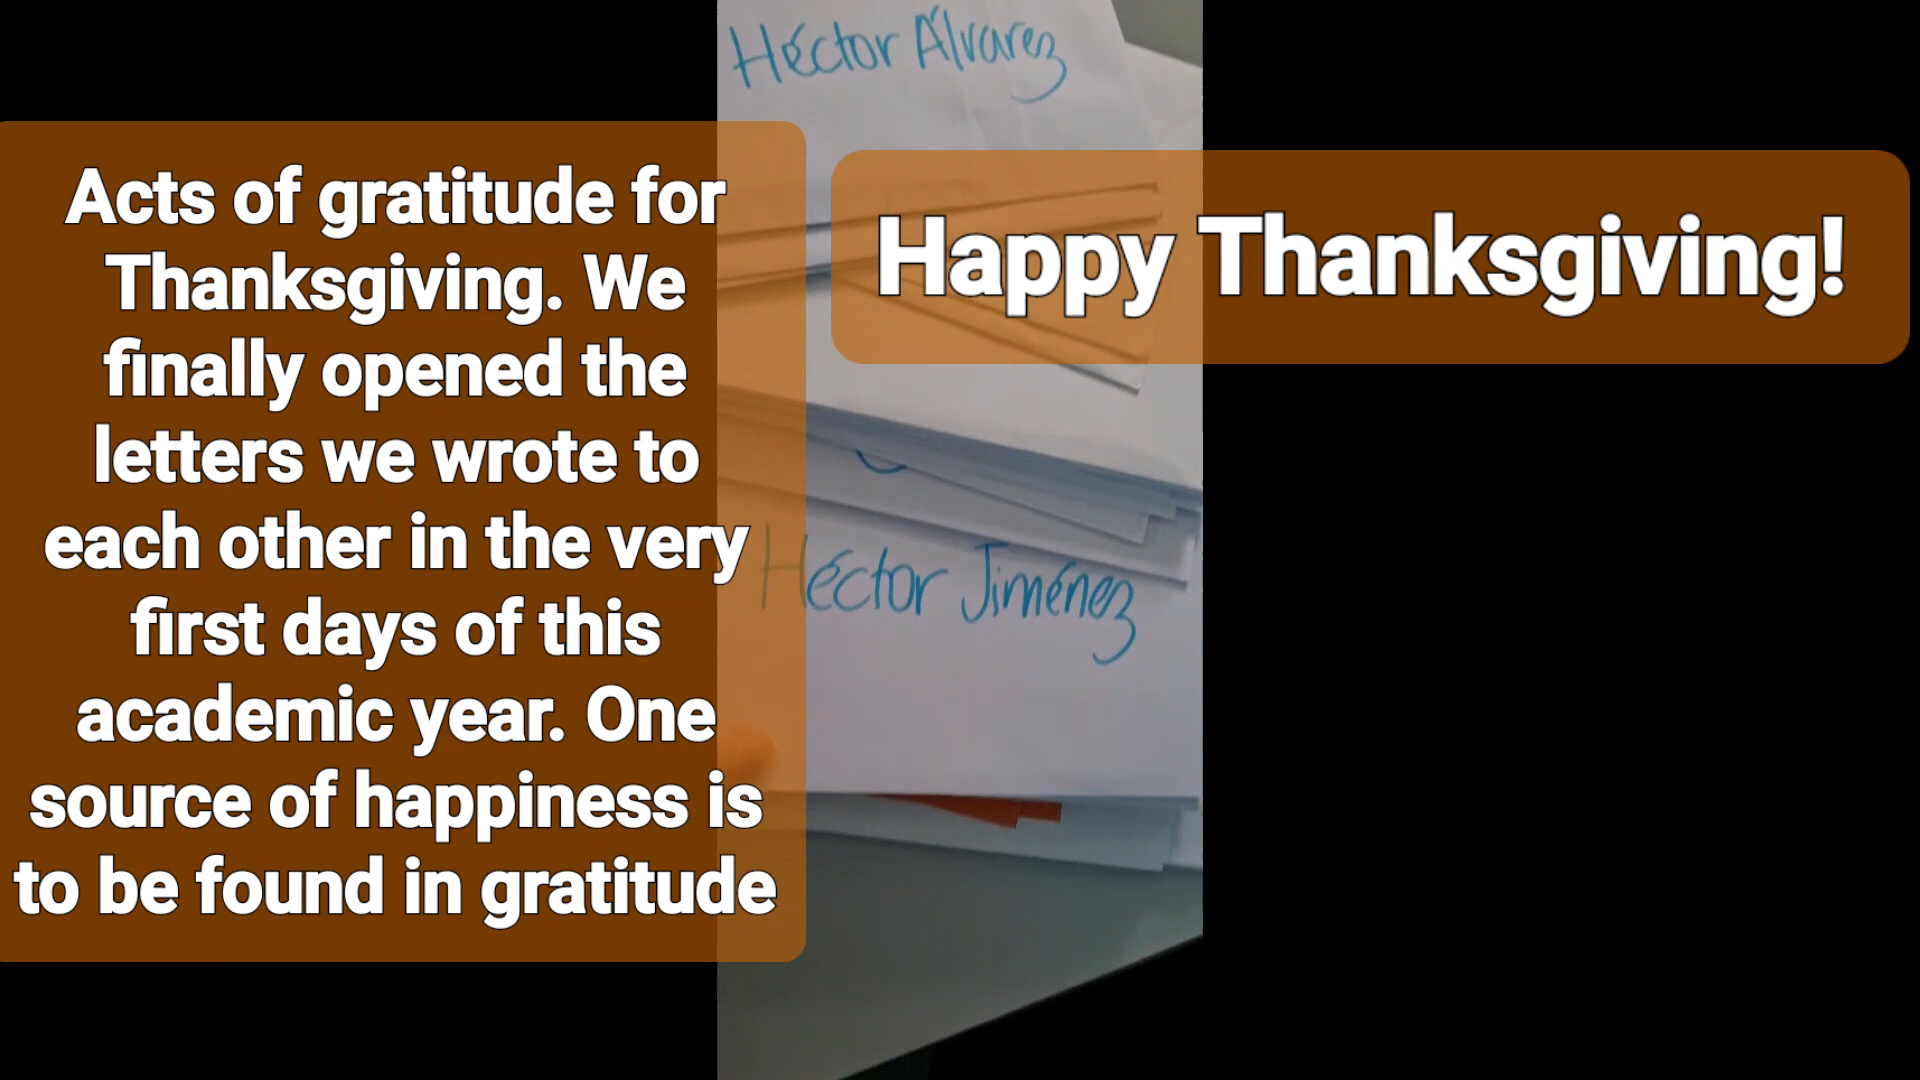 Héctor Álvarez
Acts of gratitude for
Thanksgiving. We
finally opened the
letters we wrote to
each other in the very
first days of this
academic year. One
source of happiness is
to be found in gratitude
Happy Thanksgiving!
Héctor Jiménez